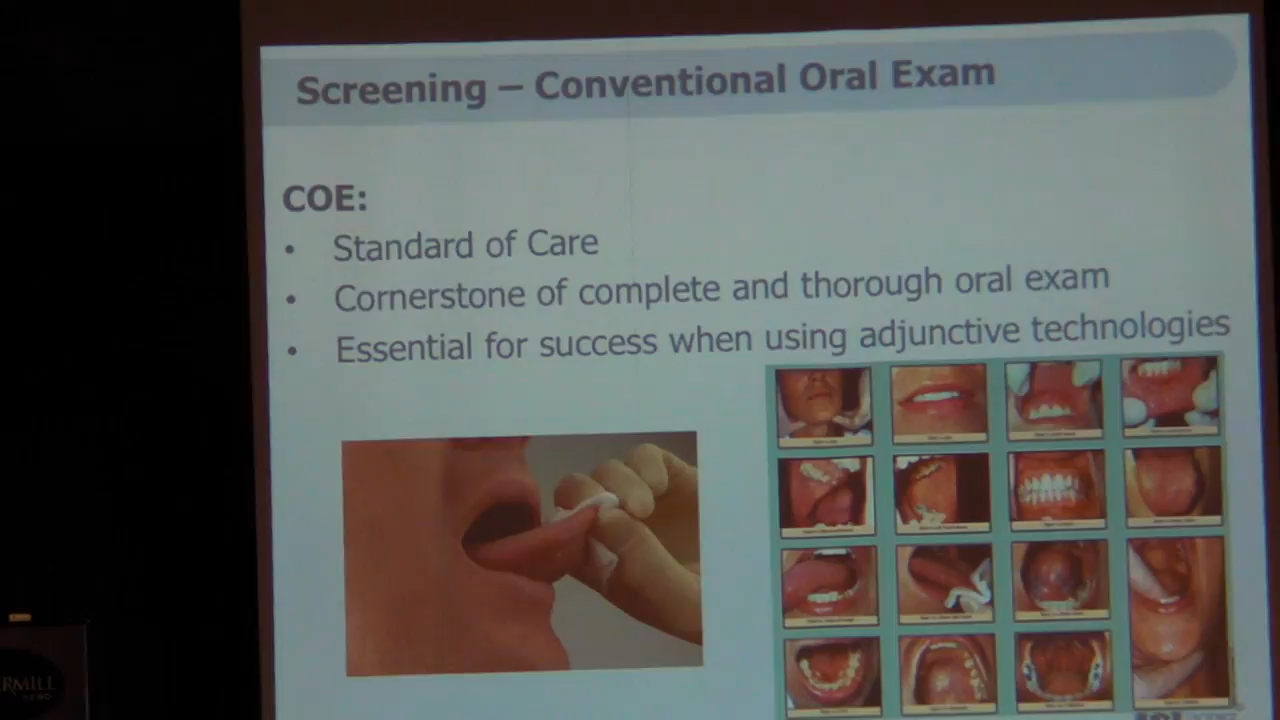 Screening – Conventional Oral Exam
COE:
• Standard of Care
• Cornerstone of complete and thorough oral exam
• Essential for success when using adjunctive technologies
RMILL